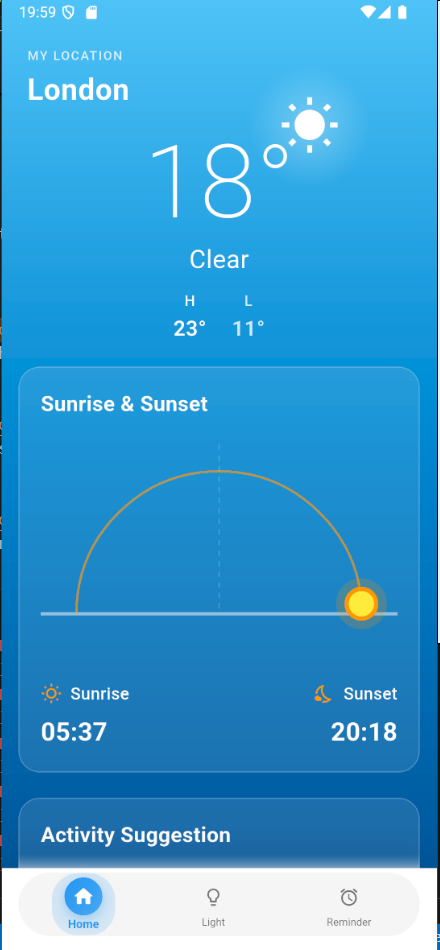 19:59
MY LOCATION
London
18°
Clear
H L
23° 11°
Sunrise & Sunset
Sunrise Sunset
05:37 20:18
Activity Suggestion
Home Light Reminder